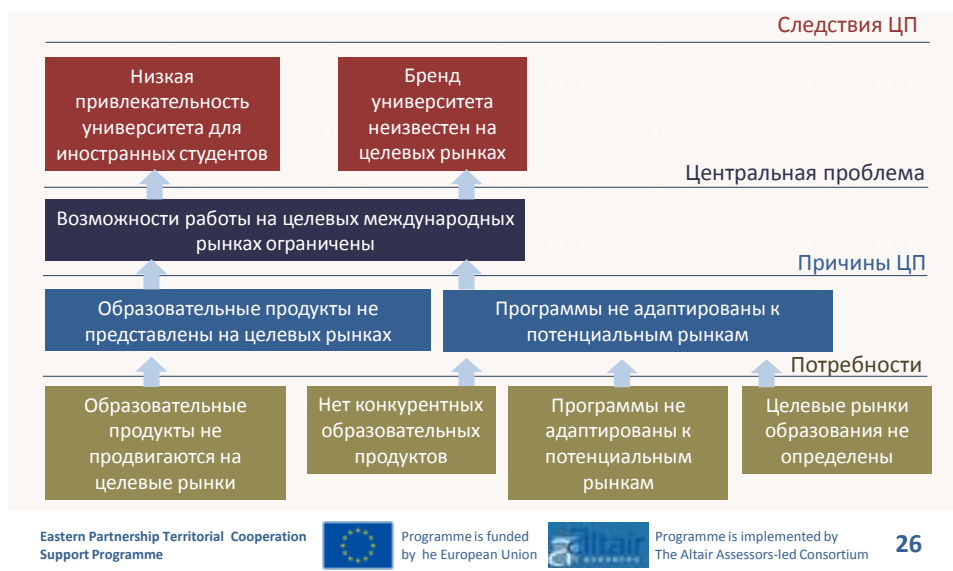 Следствия ЦП
Низкая
привлекательность
университета для
иностранных студентов
Бренд
университета
неизвестен на
целевых рынках
Центральная проблема
Возможности работы на целевых международных
рынках ограничены
Причины ЦП
Образовательные продукты не
представлены на целевых рынках
Программы не адаптированы к
потенциальным рынкам
Потребности
Образовательные
продукты не
продвигаются на
целевые рынки
Нет конкурентных
образовательных
продуктов
Программы не
адаптированы к
потенциальным
рынкам
Целевые рынки
образования не
определены
Eastern Partnership Territorial Cooperation
Support Programme
Programme is funded
by he European Union
altair
Programme is implemented by
The Altair Assessors-led Consortium
26